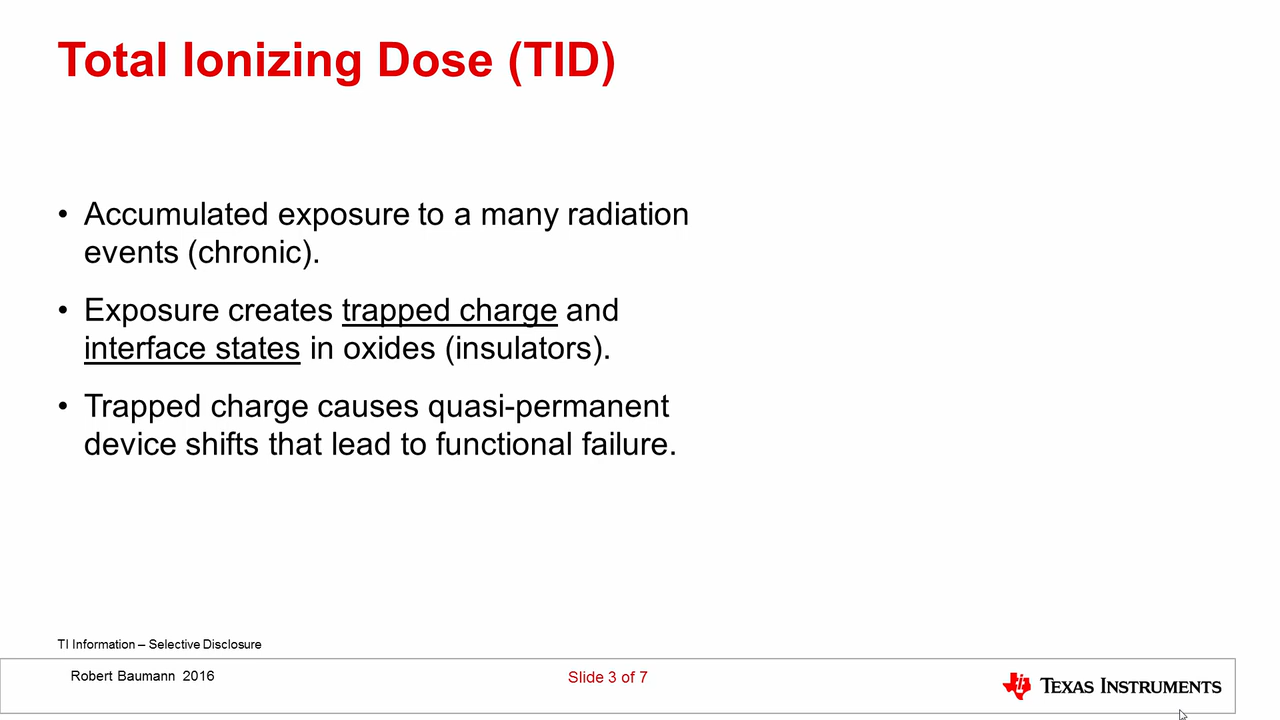 Total Ionizing Dose (TID)
• Accumulated exposure to a many radiation
events (chronic).
• Exposure creates trapped charge and
interface states in oxides (insulators).
• Trapped charge causes quasi-permanent
device shifts that lead to functional failure.
TI Information – Selective Disclosure
Robert Baumann 2016
Slide 3 of 7
TEXAS INSTRUMENTS